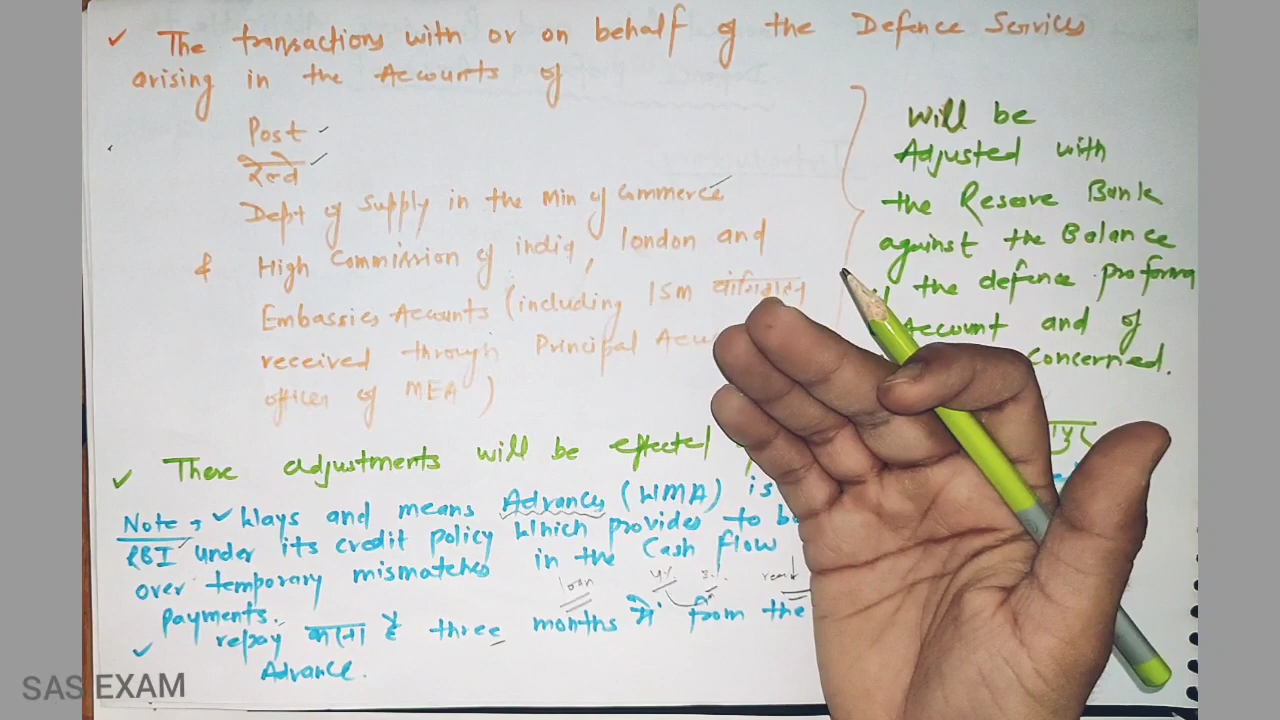 ✓ The transactions with or on behalf of the Defence Services
arising in the Accounts of
Post ✓
रेल्वे ✓
Dept of Supply in the Min of Commerce ✓
& High Commission of india, london and
Embassies Accounts (including ISM
received through Principal
officer of MEA)
Will be
Adjusted with
the Reserve Bank
against the Balance
the defence proforma
Account and of
Concerned.
✓ These adjustments will be effected
Note → ✓ Ways and means Advances (WMA) is
RBI under its credit policy which provides to
over temporary mismatches in the Cash flow
payments.
loan
✓ repay करना है three months में from the
Advance.
SAS EXAM